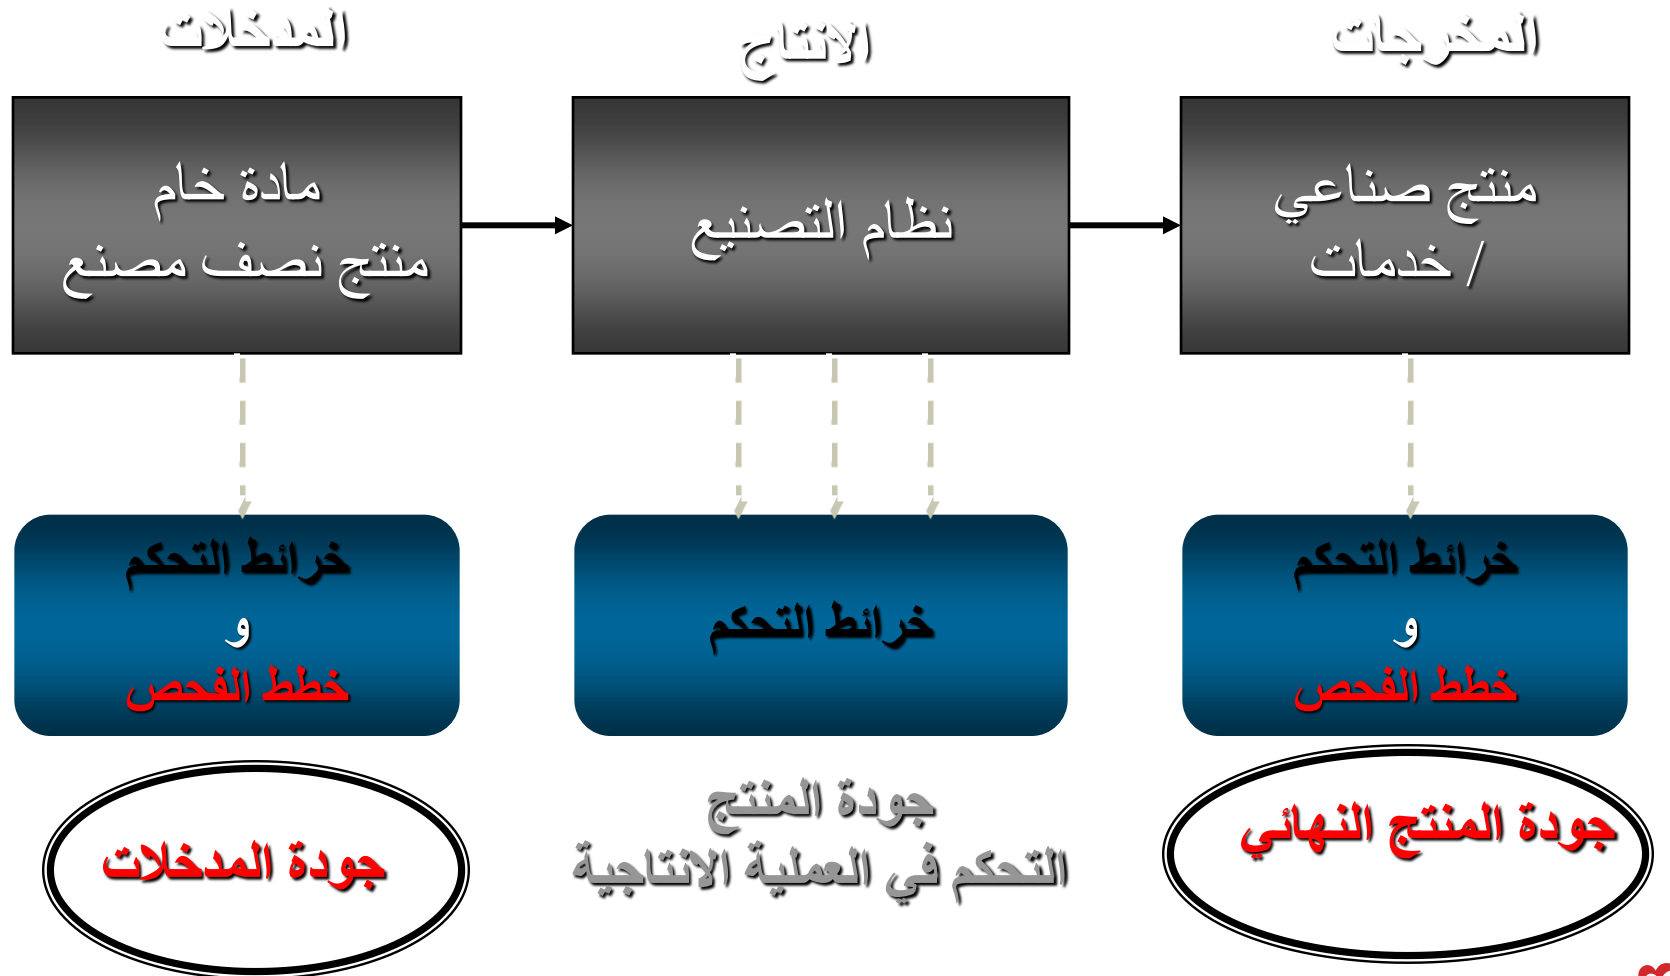 المدخلات
الانتاج
المخرجات
مادة خام
منتج نصف مصنع
نظام التصنيع
منتج صناعي
/ خدمات
خرائط التحكم
و
خطط الفحص
خرائط التحكم
خرائط التحكم
و
خطط الفحص
جودة المدخلات
جودة المنتج
التحكم في العملية الانتاجية
جودة المنتج النهائي